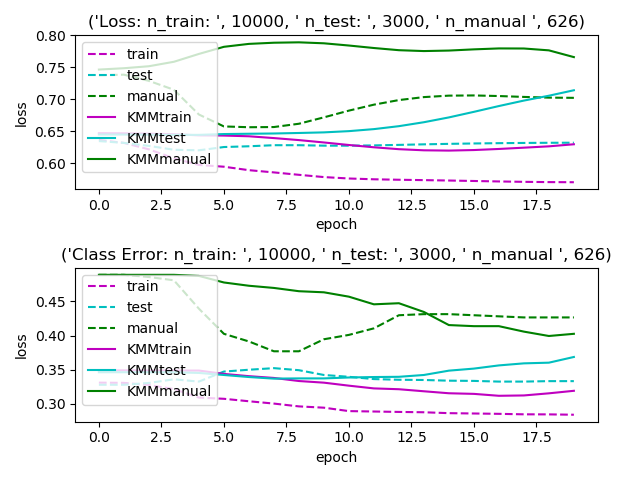 ('Loss: n_train: ', 10000, ' n_test: ', 3000, ' n_manual ', 626)
0.80
0.75
0.70
0.65
0.60
loss
train
test
manual
KMMtrain
KMMtest
KMMmanual
0.0 2.5 5.0 7.5 10.0 12.5 15.0 17.5
epoch
('Class Error: n_train: ', 10000, ' n_test: ', 3000, ' n_manual ', 626)
0.45
0.40
0.35
0.30
loss
train
test
manual
KMMtrain
KMMtest
KMMmanual
0.0 2.5 5.0 7.5 10.0 12.5 15.0 17.5
epoch